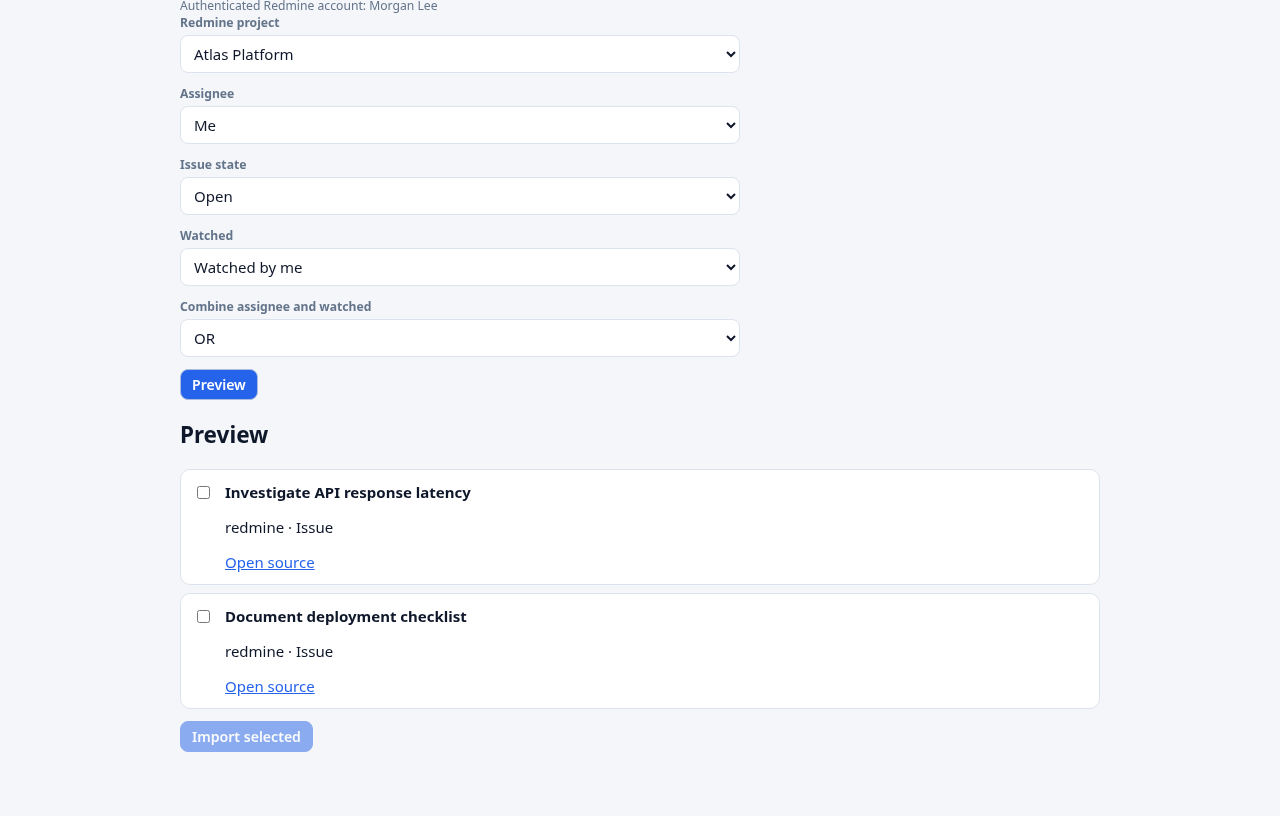 Authenticated Redmine account: Morgan Lee
Redmine project
Atlas Platform
Assignee
Me
Issue state
Open
Watched
Watched by me
Combine assignee and watched
OR
Preview
Preview
Investigate API response latency
redmine · Issue
Open source
Document deployment checklist
redmine · Issue
Open source
Import selected